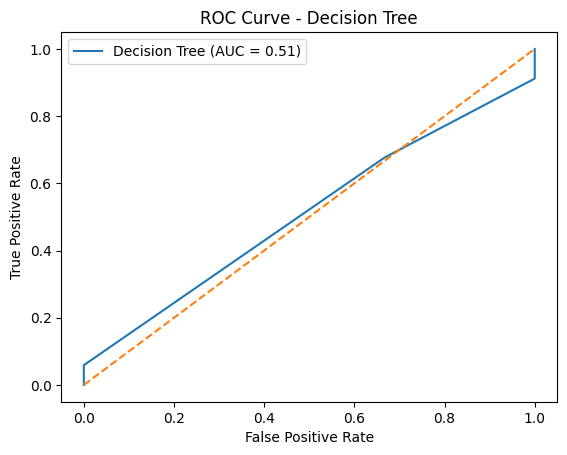 ROC Curve - Decision Tree
Decision Tree (AUC = 0.51)
1.0
0.8
0.6
0.4
0.2
0.0
True Positive Rate
0.0 0.2 0.4 0.6 0.8 1.0
False Positive Rate